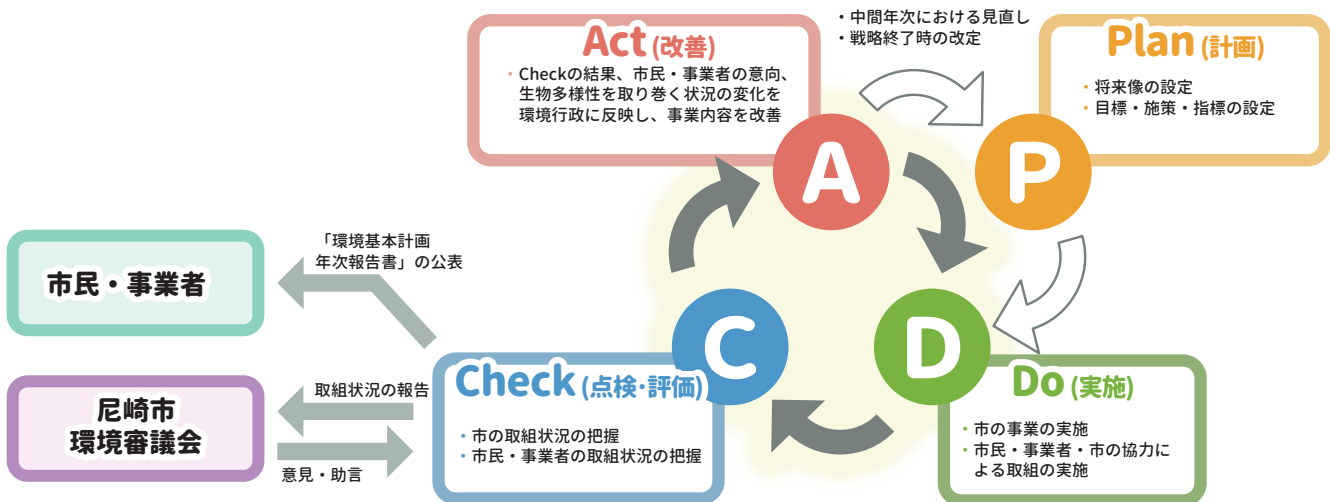 Act (改善)
・Checkの結果、市民・事業者の意向、
生物多様性を取り巻く状況の変化を
環境行政に反映し、事業内容を改善
・中間年次における見直し
・戦略終了時の改定
Plan (計画)
・将来像の設定
・目標・施策・指標の設定
A
P
「環境基本計画
年次報告書」の公表
市民・事業者
C
D
Check (点検・評価)
・市の取組状況の把握
・市民・事業者の取組状況の把握
Do (実施)
・市の事業の実施
・市民・事業者・市の協力に
よる取組の実施
取組状況の報告
尼崎市
環境審議会
意見・助言